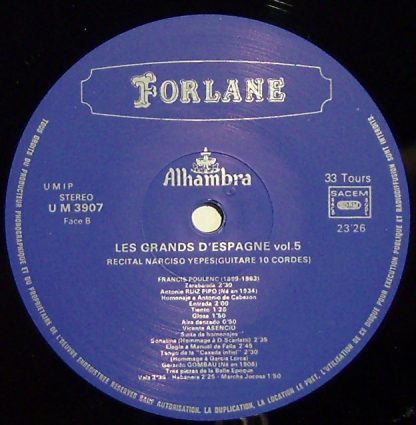 FORLANE
Alhambra
UMIP
STEREO
U M 3907
Face B
33 Tours
SACEM
23'26
LES GRANDS D'ESPAGNE vol.5
RECITAL NARCISO YEPES(GUITARE 10 CORDES)
FRANCIS POULENC (1899-1963)
Zarabanda 2'30
Antonio RUIZ PIPO (Né en 1934)
Homenaje a Antonio de Cabezon
Entrada 2'00
Tiento 1'20
Glosa 1'50
Aire danzado 0'50
Vicente ASENCIU
Suite de homenajes
Sonatina (Hommage à D Scarlatti) 2'35
Elegia a Manuel de Falla 2'45
Tango de la "Casada infiel" 2'30
(Hommage à Garcia Lorca)
Gerardo GOMBAU (Né en 1906)
Tres piezas de la Belle Epoque
Vals 2'35 - Habanera 2'25 - Marcha Jocosa 1'50
TOUS DROITS DU PRODUCTEUR PHONOGRAPHIQUE ET DU PROPRIETAIRE DE L'ŒUVRE ENREGISTREE RESERVES SAUF AUTORISATION. LA DUPLICATION, LA LOCATION LE PRET, L'UTILISATION DE CE DISQUE POUR EXECUTION PUBLIQUE ET RADIODIFFUSION SONT INTERDITS.